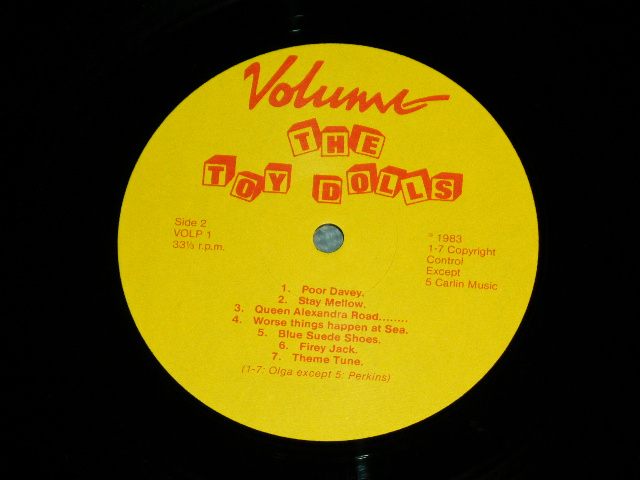 Volume
THE
TOY DOLLS
Side 2
VOLP 1
33⅓ r.p.m.
℗ 1983
1-7 Copyright
Control
Except
5 Carlin Music
1. Poor Davey.
2. Stay Mellow.
3. Queen Alexandra Road........
4. Worse things happen at Sea.
5. Blue Suede Shoes.
6. Firey Jack.
7. Theme Tune.
(1-7: Olga except 5: Perkins)